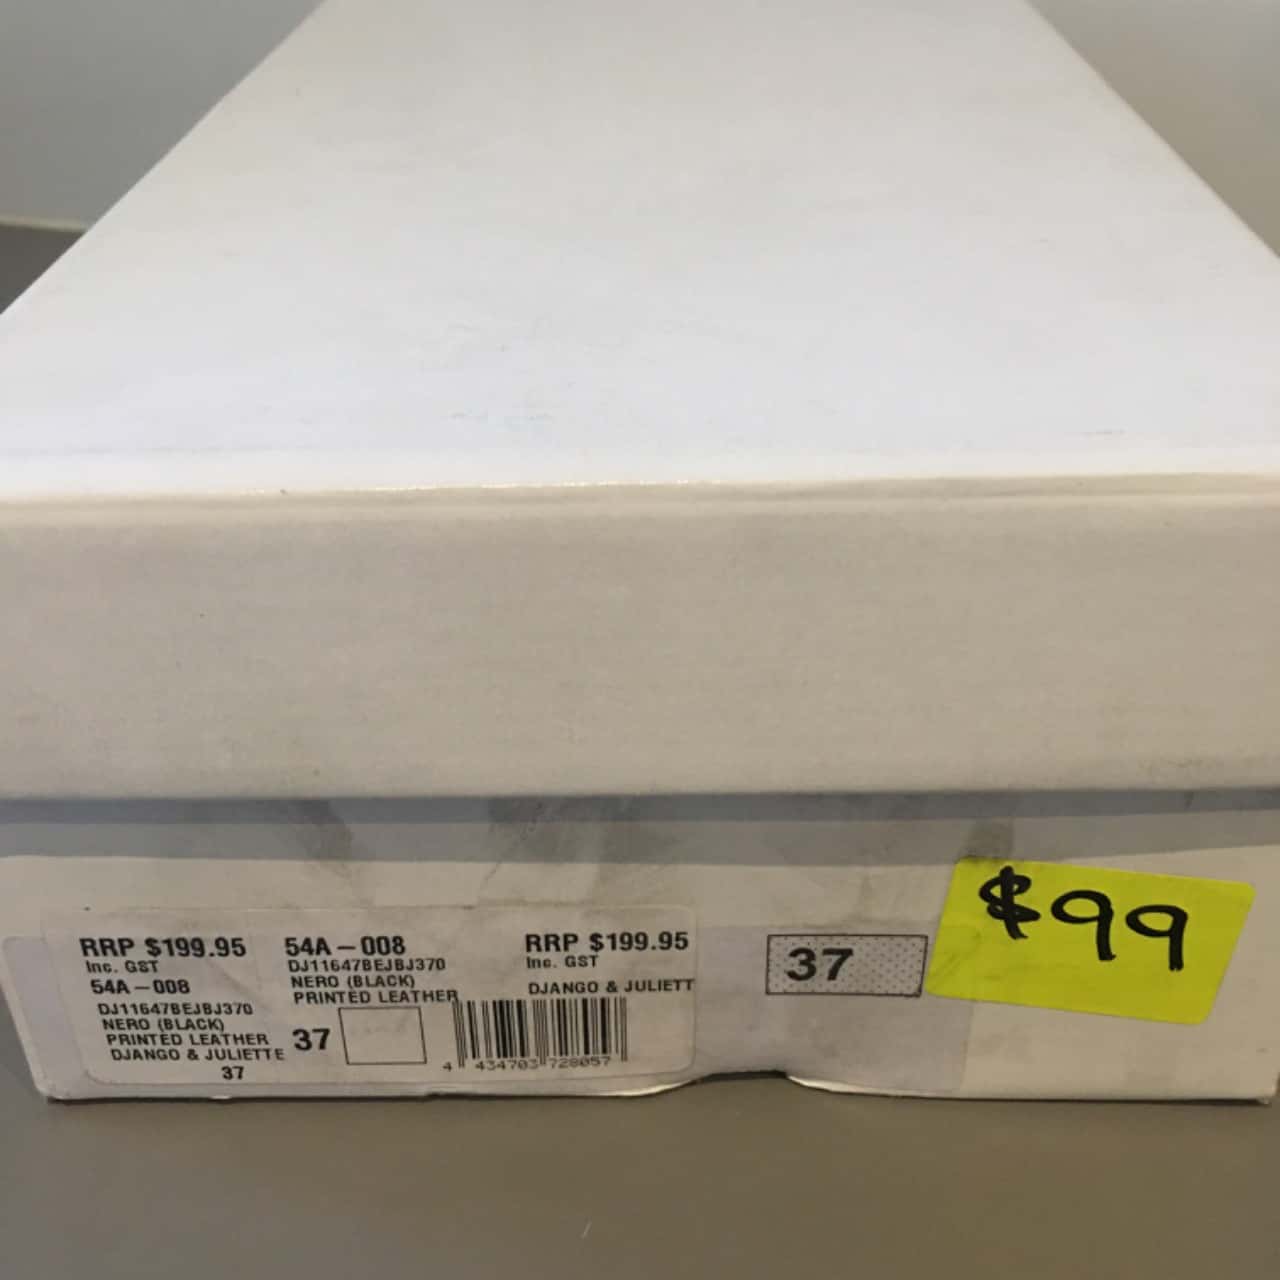 RRP $199.95
Inc. GST
54A-008
DJ11647BEJBJ370
NERO (BLACK)
PRINTED LEATHER
DJANGO & JULIETTE
37
54A-008
DJ11647BEJBJ370
NERO (BLACK)
PRINTED LEATHER
37
RRP $199.95
Inc. GST
DJANGO & JULIETT
4 434703 728057
37
$99